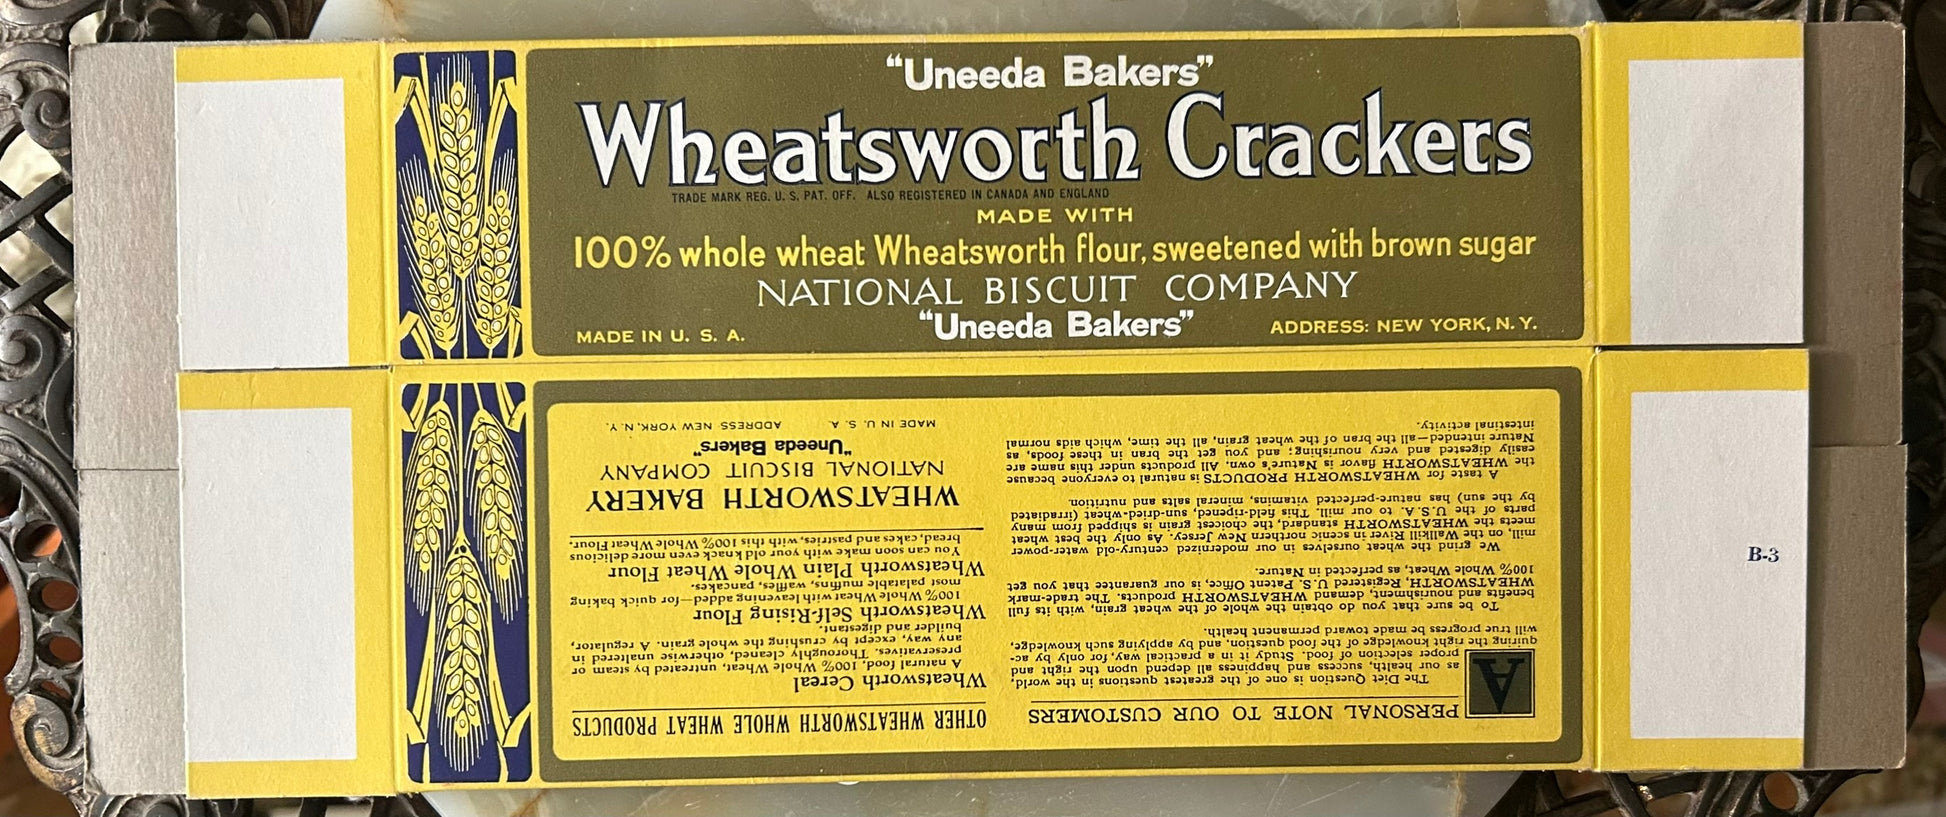 "Uneeda Bakers"
Wheatsworth Crackers
TRADE MARK REG. U. S. PAT. OFF. ALSO REGISTERED IN CANADA AND ENGLAND
MADE WITH
100% whole wheat Wheatsworth flour, sweetened with brown sugar
NATIONAL BISCUIT COMPANY
"Uneeda Bakers"
MADE IN U. S. A.
ADDRESS: NEW YORK, N. Y.
A PERSONAL NOTE TO OUR CUSTOMERS
The Diet Question is one of the greatest questions in the world,
as our health, success and happiness all depend upon the right and
proper selection of food. Study it in a practical way, for only by ac-
quiring the right knowledge of the food question, and by applying such knowledge,
will true progress be made toward permanent health.
To be sure that you do obtain the whole of the wheat grain, with its full
benefits and nourishment, demand WHEATSWORTH products. The trade-mark
WHEATSWORTH, Registered U. S. Patent Office, is our guarantee that you get
100% Whole Wheat, as perfected in Nature.
We grind the wheat ourselves in our modernized century-old water-power
mill, on the Wallkill River in scenic northern New Jersey. As only the best wheat
meets the WHEATSWORTH standard, the choicest grain is shipped from many
parts of the U.S.A. to our mill. This field-ripened, sun-dried-wheat (irradiated
by the sun) has nature-perfected vitamins, mineral salts and nutrition.
A taste for WHEATSWORTH PRODUCTS is natural to everyone because
the WHEATSWORTH flavor is Nature's own. All products under this name are
easily digested and very nourishing; and you get the bran in these foods, as
Nature intended—all the bran of the wheat grain, all the time, which aids normal
intestinal activity.
OTHER WHEATSWORTH WHOLE WHEAT PRODUCTS
Wheatsworth Cereal
A natural food, 100% Whole Wheat, untreated by steam or
preservatives. Thoroughly cleaned, otherwise unaltered in
any way, except by crushing the whole grain. A regulator,
builder and digestant.
Wheatsworth Self-Rising Flour
100% Whole Wheat with leavening added—for quick baking
most palatable muffins, waffles, pancakes.
Wheatsworth Plain Whole Wheat Flour
You can soon make with your old knack even more delicious
bread, cakes and pastries, with this 100% Whole Wheat Flour.
WHEATSWORTH BAKERY
NATIONAL BISCUIT COMPANY
"Uneeda Bakers"
MADE IN U. S. A. ADDRESS NEW YORK, N. Y.
B-3